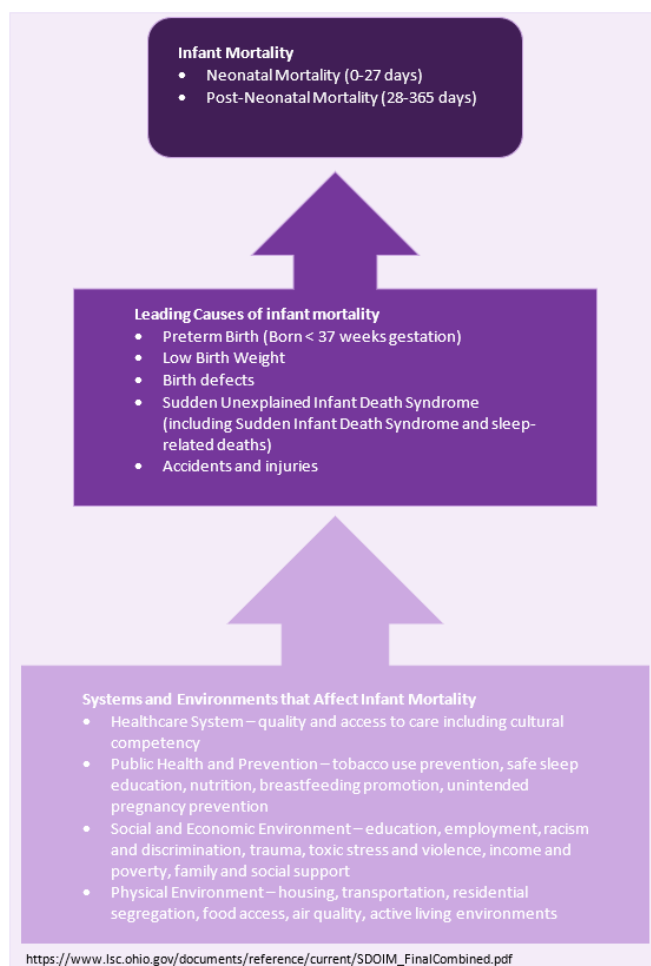 Infant Mortality
• Neonatal Mortality (0-27 days)
• Post-Neonatal Mortality (28-365 days)
Leading Causes of infant mortality
• Preterm Birth (Born < 37 weeks gestation)
• Low Birth Weight
• Birth defects
• Sudden Unexplained Infant Death Syndrome
(including Sudden Infant Death Syndrome and sleep-
related deaths)
• Accidents and injuries
Systems and Environments that Affect Infant Mortality
• Healthcare System – quality and access to care including cultural
competency
• Public Health and Prevention – tobacco use prevention, safe sleep
education, nutrition, breastfeeding promotion, unintended
pregnancy prevention
• Social and Economic Environment – education, employment, racism
and discrimination, trauma, toxic stress and violence, income and
poverty, family and social support
• Physical Environment – housing, transportation, residential
segregation, food access, air quality, active living environments
https://www.lsc.ohio.gov/documents/reference/current/SDOIM_FinalCombined.pdf